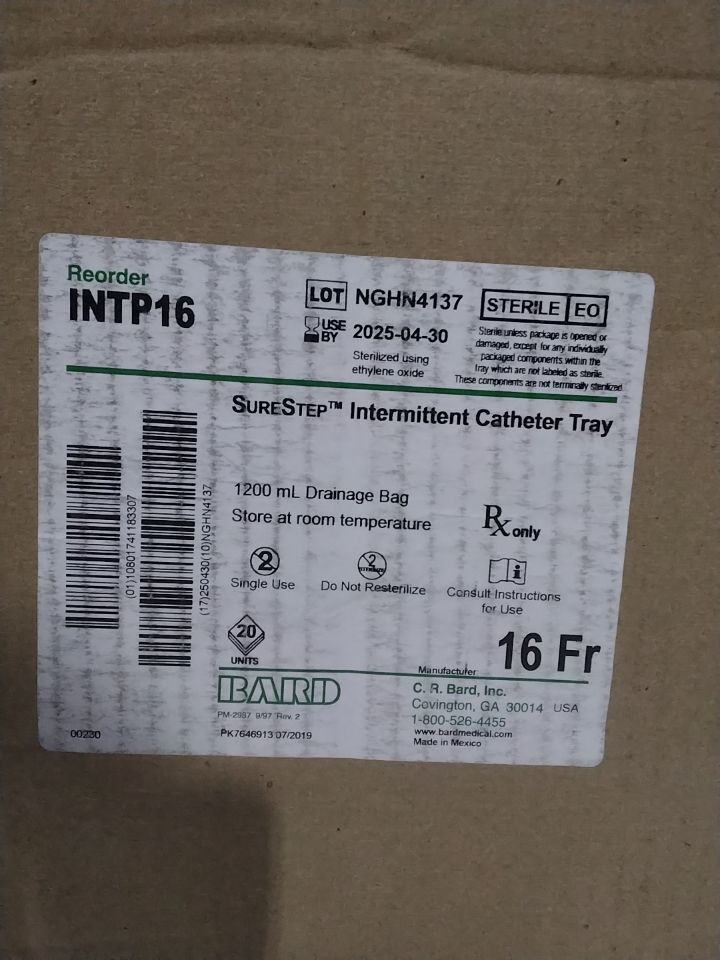 Reorder
INTP16
LOT NGHN4137
USE BY 2025-04-30
Sterilized using
ethylene oxide
STERILE EO
Sterile unless package is opened or
damaged, except for any individually
packaged components within the
tray which are not labeled as sterile.
These components are not terminally sterilized
SURESTEP™ Intermittent Catheter Tray
(01)10801741183307
(17)250430(10)NGHN4137
1200 mL Drainage Bag
Store at room temperature
Rx only
2
Single Use
2
STERILIZE
Do Not Resterilize
i
Consult Instructions
for Use
20
UNITS
16 Fr
BARD
PM-2987 9/97 Rev. 2
PK7646913 07/2019
00230
Manufacturer
C. R. Bard, Inc.
Covington, GA 30014 USA
1-800-526-4455
www.bardmedical.com
Made in Mexico